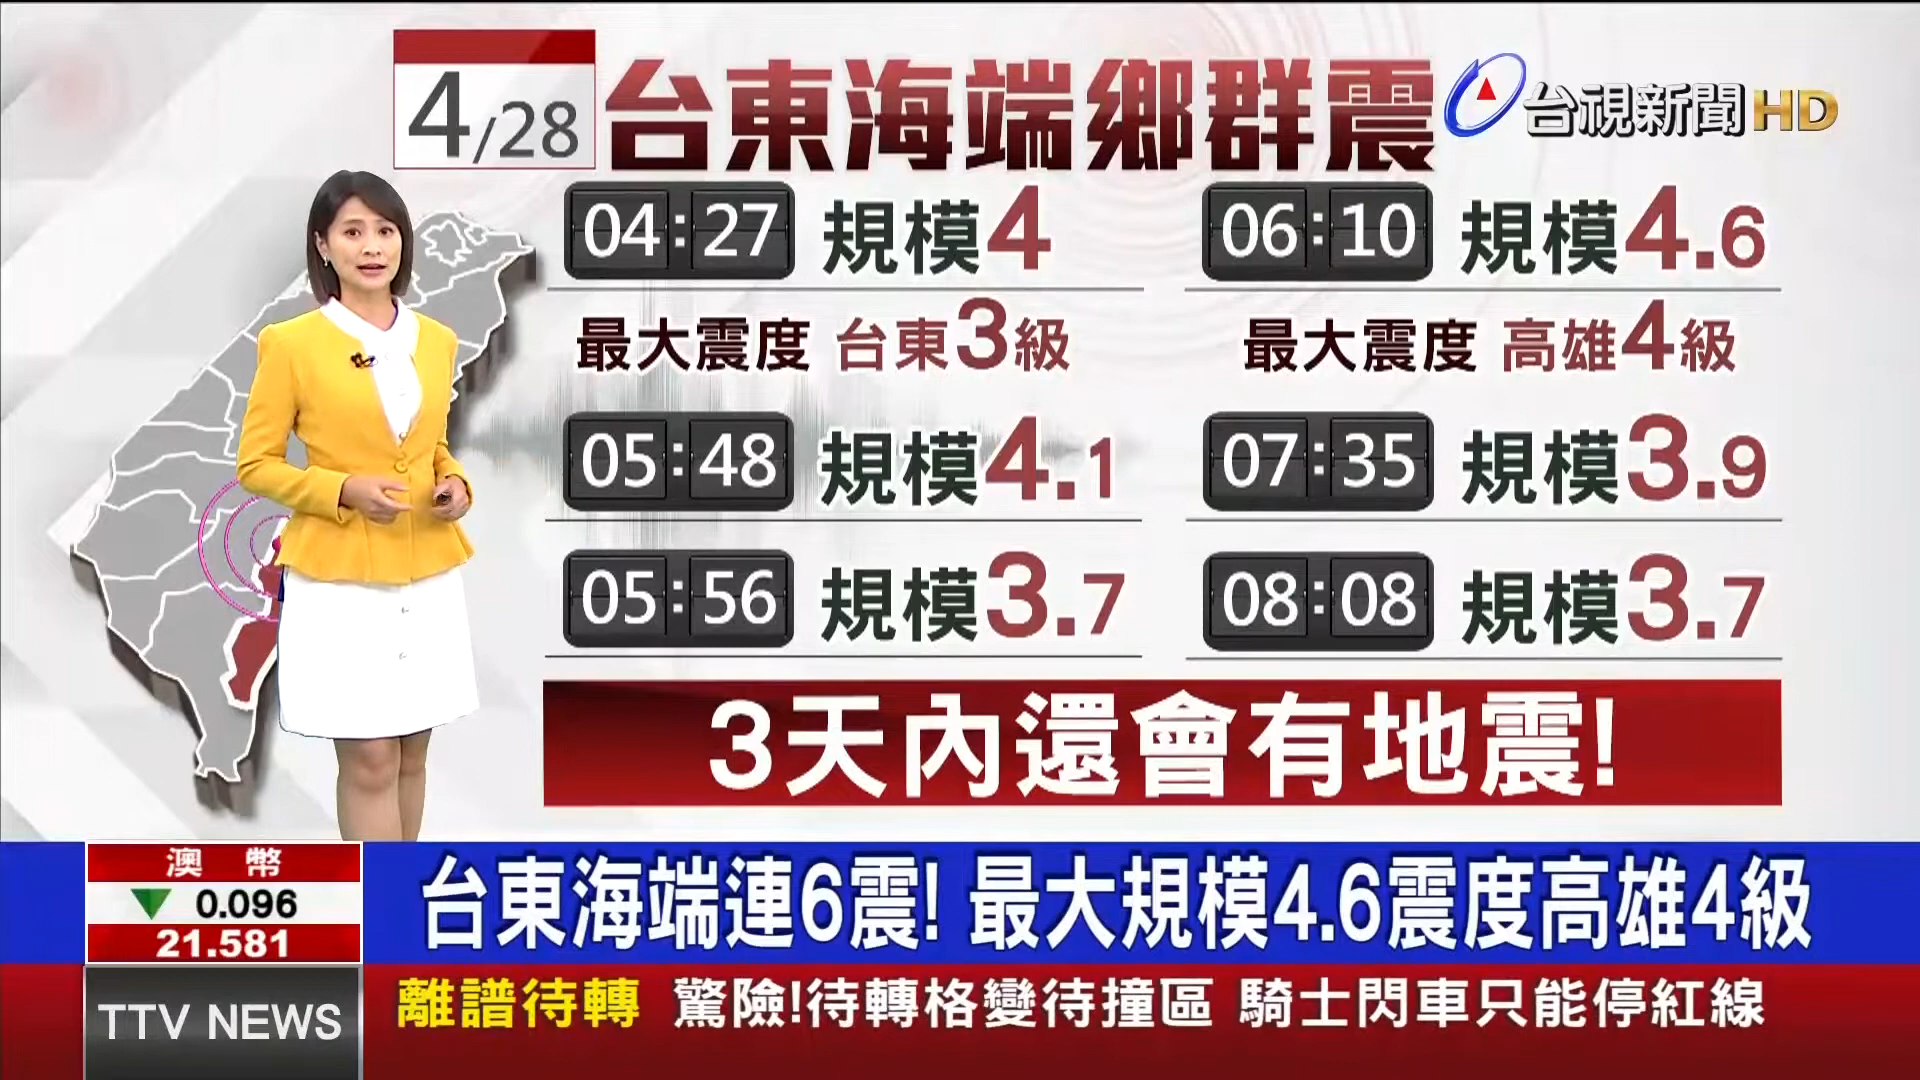 4/28 台東海端鄉群震
台視新聞HD
04:27 規模4
最大震度 台東3級
05:48 規模4.1
05:56 規模3.7
06:10 規模4.6
最大震度 高雄4級
07:35 規模3.9
08:08 規模3.7
3天內還會有地震!
澳幣
0.096
21.581
台東海端連6震! 最大規模4.6震度高雄4級
TTV NEWS
離譜待轉 驚險!待轉格變待撞區 騎士閃車只能停紅線